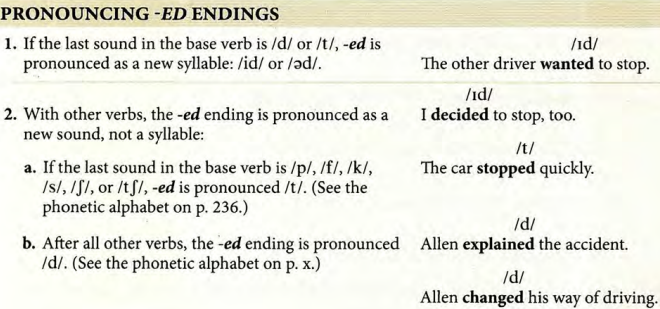 PRONOUNCING -ED ENDINGS
1. If the last sound in the base verb is /d/ or /t/, -ed is
pronounced as a new syllable: /id/ or /əd/.
/ɪd/
The other driver wanted to stop.
/ɪd/
I decided to stop, too.
2. With other verbs, the -ed ending is pronounced as a
new sound, not a syllable:
a. If the last sound in the base verb is /p/, /f/, /k/,
/s/, /ʃ/, or /tʃ/, -ed is pronounced /t/. (See the
phonetic alphabet on p. 236.)
/t/
The car stopped quickly.
b. After all other verbs, the -ed ending is pronounced
/d/. (See the phonetic alphabet on p. x.)
/d/
Allen explained the accident.
/d/
Allen changed his way of driving.